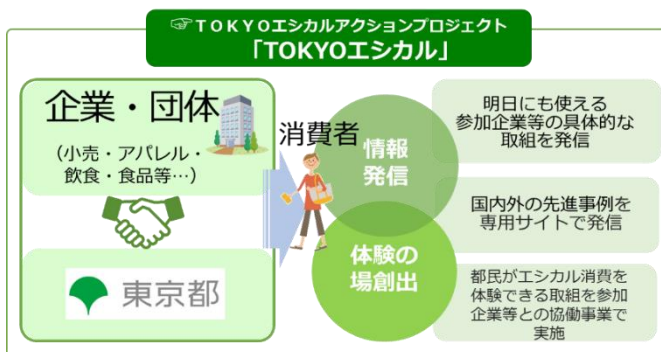 ☞TOKYOエシカルアクションプロジェクト
「TOKYOエシカル」
企業・団体
（小売・アパレル・
飲食・食品等…）
東京都
消費者
情報
発信
体験の
場創出
明日にも使える
参加企業等の具体的な
取組を発信
国内外の先進事例を
専用サイトで発信
都民がエシカル消費を
体験できる取組を参加
企業等との協働事業で
実施